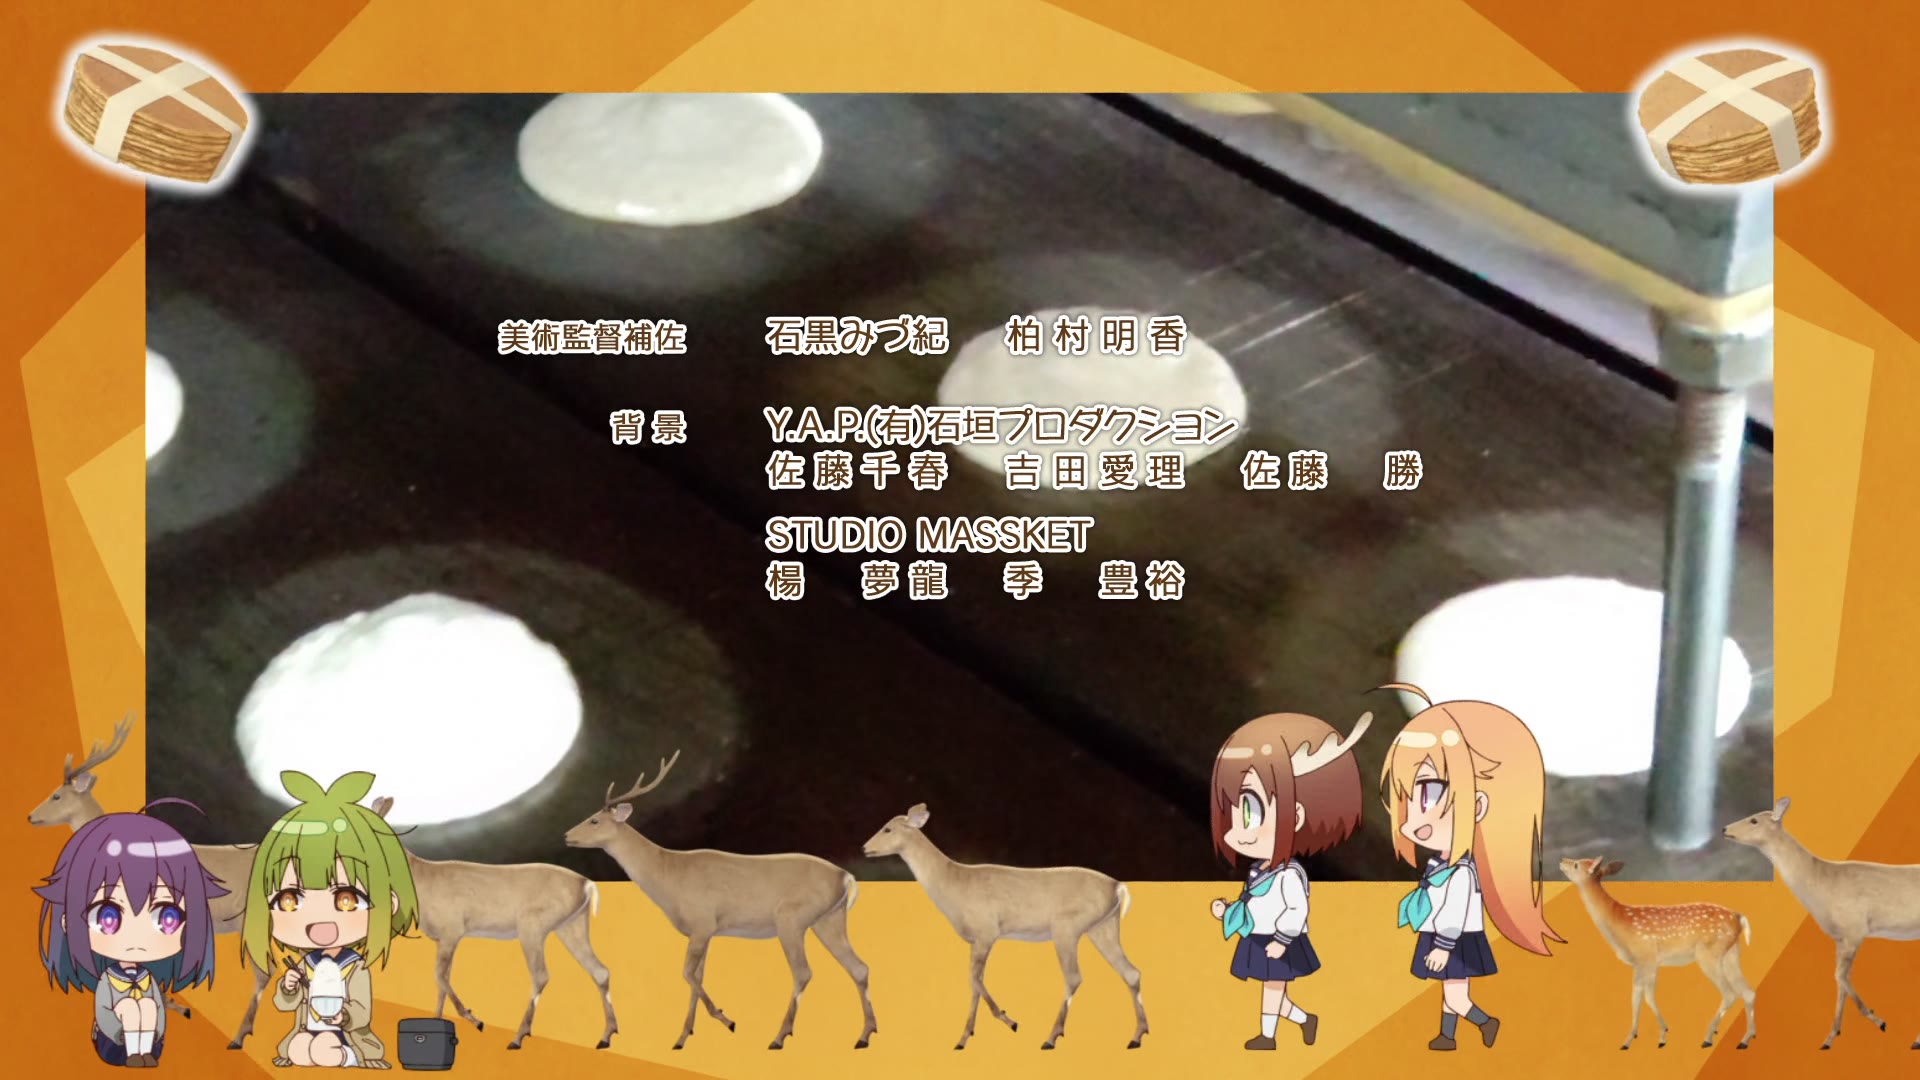 美術監督補佐 石黒みづ紀 柏村明香
背景 Y.A.P.(有)石垣プロダクション
佐藤千春 吉田愛理 佐藤 勝
STUDIO MASSKET
楊 夢龍 季 豊裕